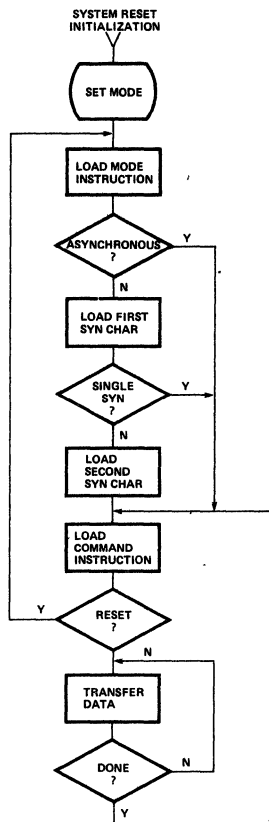 SYSTEM RESET
INITIALIZATION
SET MODE
LOAD MODE
INSTRUCTION
ASYNCHRONOUS
?
Y
N
LOAD FIRST
SYN CHAR
SINGLE
SYN
?
Y
N
LOAD
SECOND
SYN CHAR
LOAD
COMMAND
INSTRUCTION
Y
RESET
?
N
TRANSFER
DATA
DONE
?
N
Y